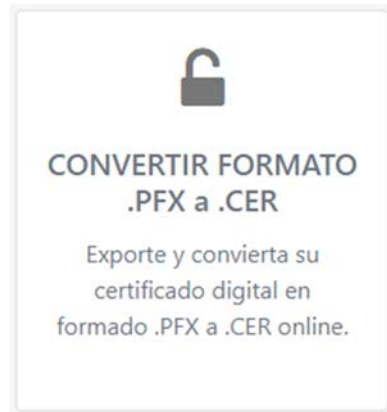 CONVERTIR FORMATO
.PFX a .CER
Exporte y convierta su
certificado digital en
formado .PFX a .CER online.